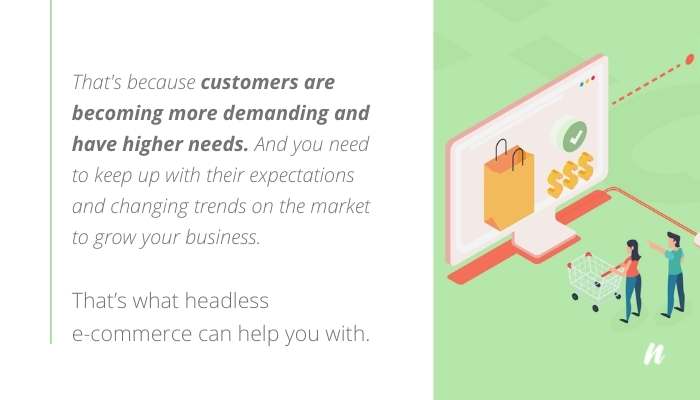 That's because customers are
becoming more demanding and
have higher needs. And you need
to keep up with their expectations
and changing trends on the market
to grow your business.
That’s what headless
e-commerce can help you with.
$$$
n